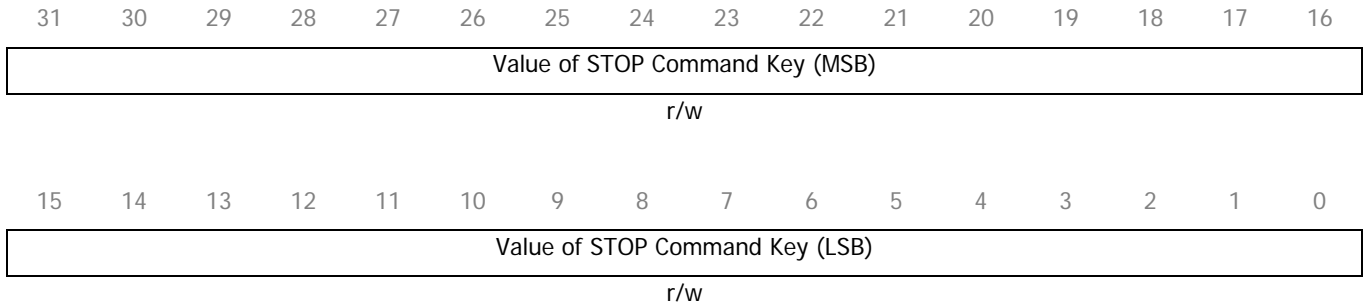 31 30 29 28 27 26 25 24 23 22 21 20 19 18 17 16
Value of STOP Command Key (MSB)
r/w
15 14 13 12 11 10 9 8 7 6 5 4 3 2 1 0
Value of STOP Command Key (LSB)
r/w